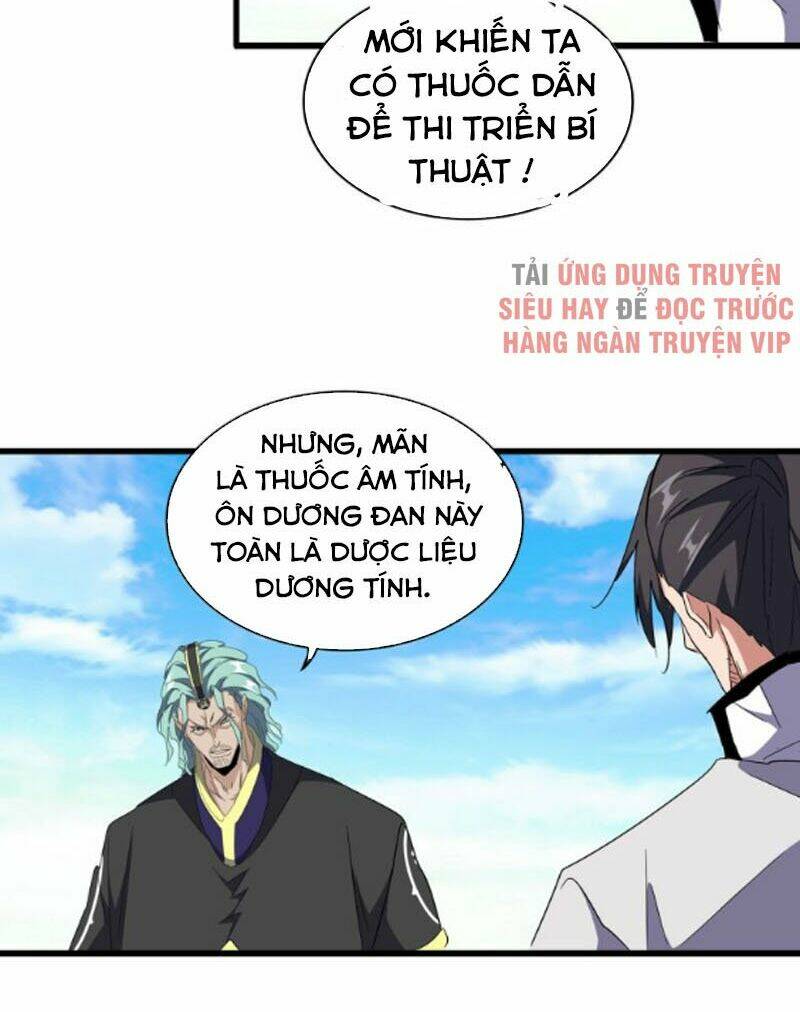 MỚI KHIẾN TA
CÓ THUỐC DẪN
ĐỂ THI TRIỂN BÍ
THUẬT !
TẢI ỨNG DỤNG TRUYỆN
SIÊU HAY ĐỂ ĐỌC TRƯỚC
HÀNG NGÀN TRUYỆN VIP
NHƯNG, MÃN
LÀ THUỐC ÂM TÍNH,
ÔN DƯƠNG ĐAN NÀY
TOÀN LÀ DƯỢC LIỆU
DƯƠNG TÍNH.